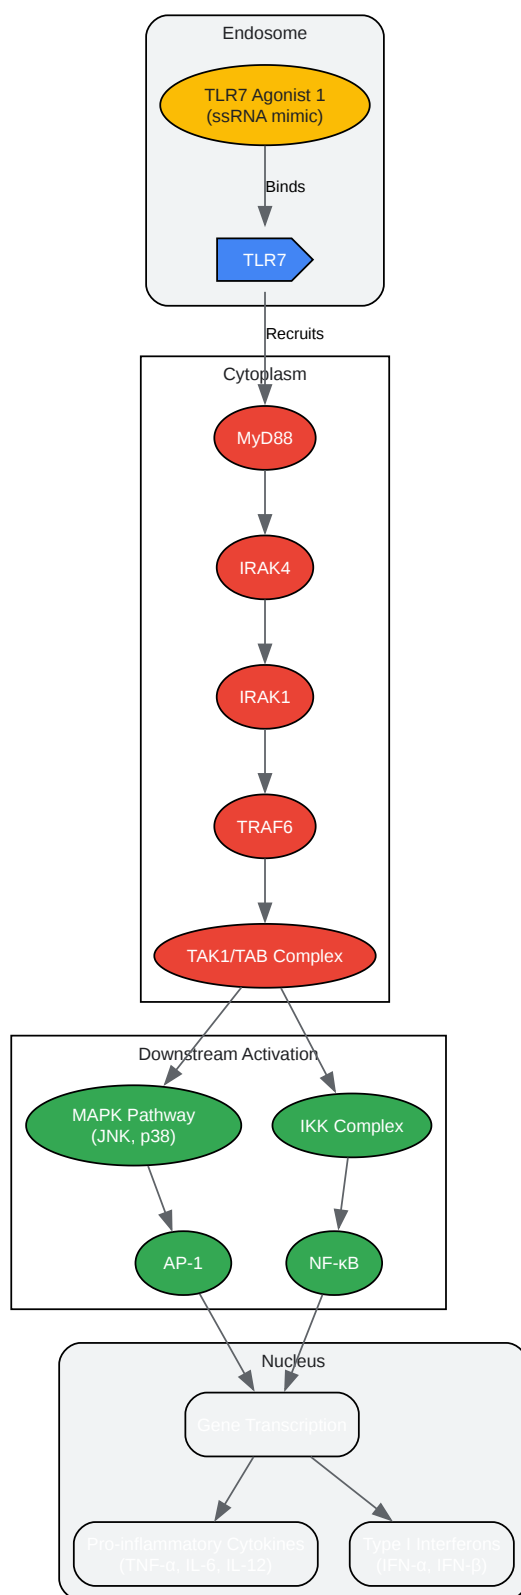 Endosome
TLR7 Agonist 1
(ssRNA mimic)
Binds
TLR7
Recruits
Cytoplasm
MyD88
IRAK4
IRAK1
TRAF6
TAK1/TAB Complex
Downstream Activation
MAPK Pathway
(JNK, p38)
IKK Complex
AP-1
NF-κB
Nucleus
Gene Transcription
Pro-inflammatory Cytokines
(TNF-α, IL-6, IL-12)
Type I Interferons
(IFN-α, IFN-β)